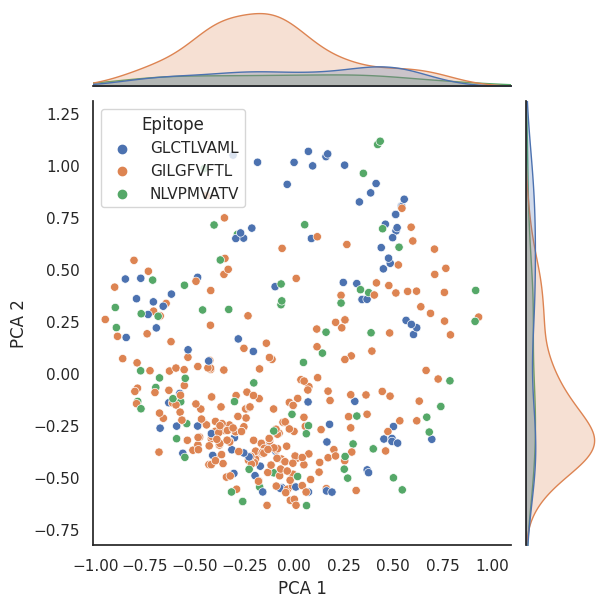 Epitope
GLCTLVAML
GILGFVFTL
NLVPMVATV
PCA 2
1.25
1.00
0.75
0.50
0.25
0.00
−0.25
−0.50
−0.75
−1.00 −0.75 −0.50 −0.25 0.00 0.25 0.50 0.75 1.00
PCA 1